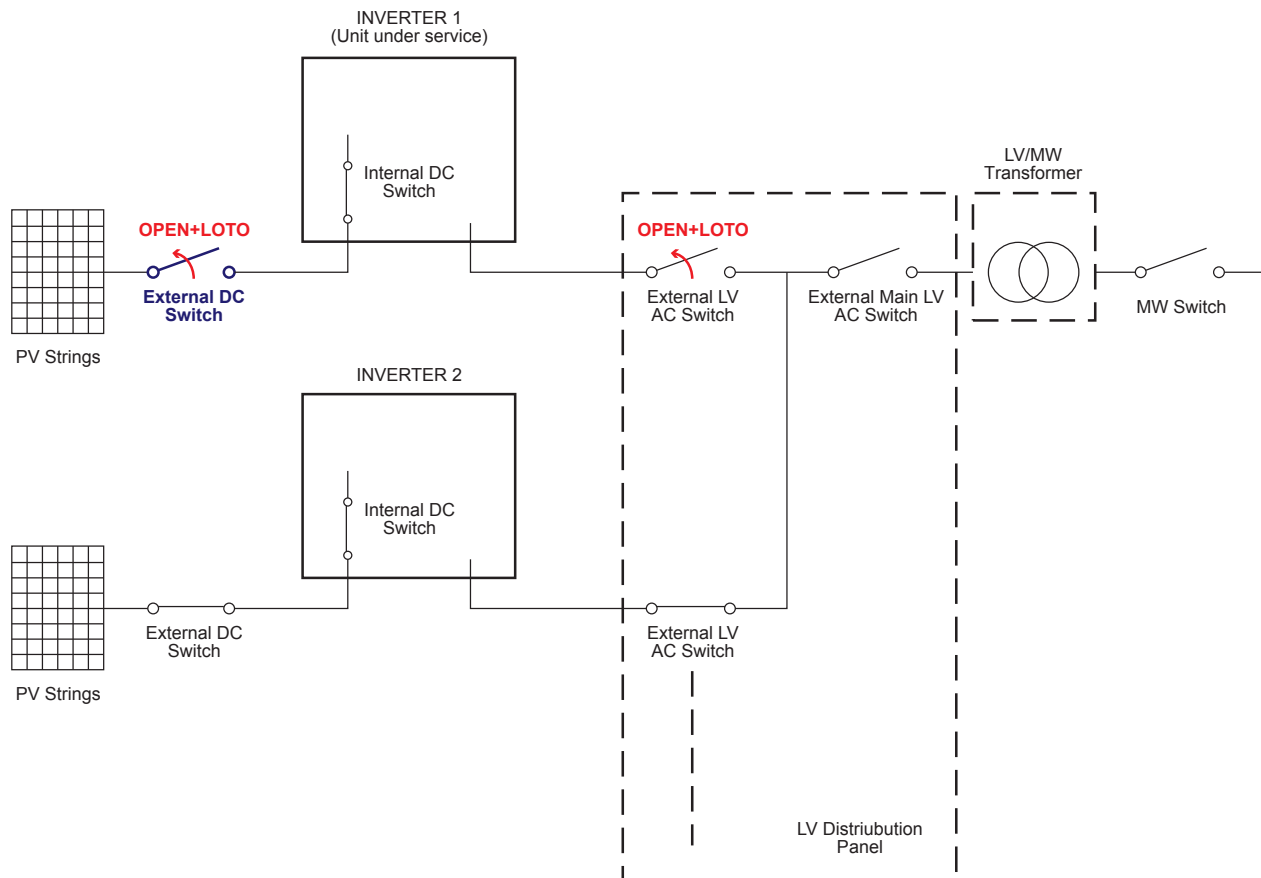 INVERTER 1
(Unit under service)
Internal DC
Switch
LV/MW
Transformer
OPEN+LOTO
External DC
Switch
PV Strings
OPEN+LOTO
External LV
AC Switch
External Main LV
AC Switch
MW Switch
INVERTER 2
Internal DC
Switch
External DC
Switch
PV Strings
External LV
AC Switch
LV Distriubution
Panel